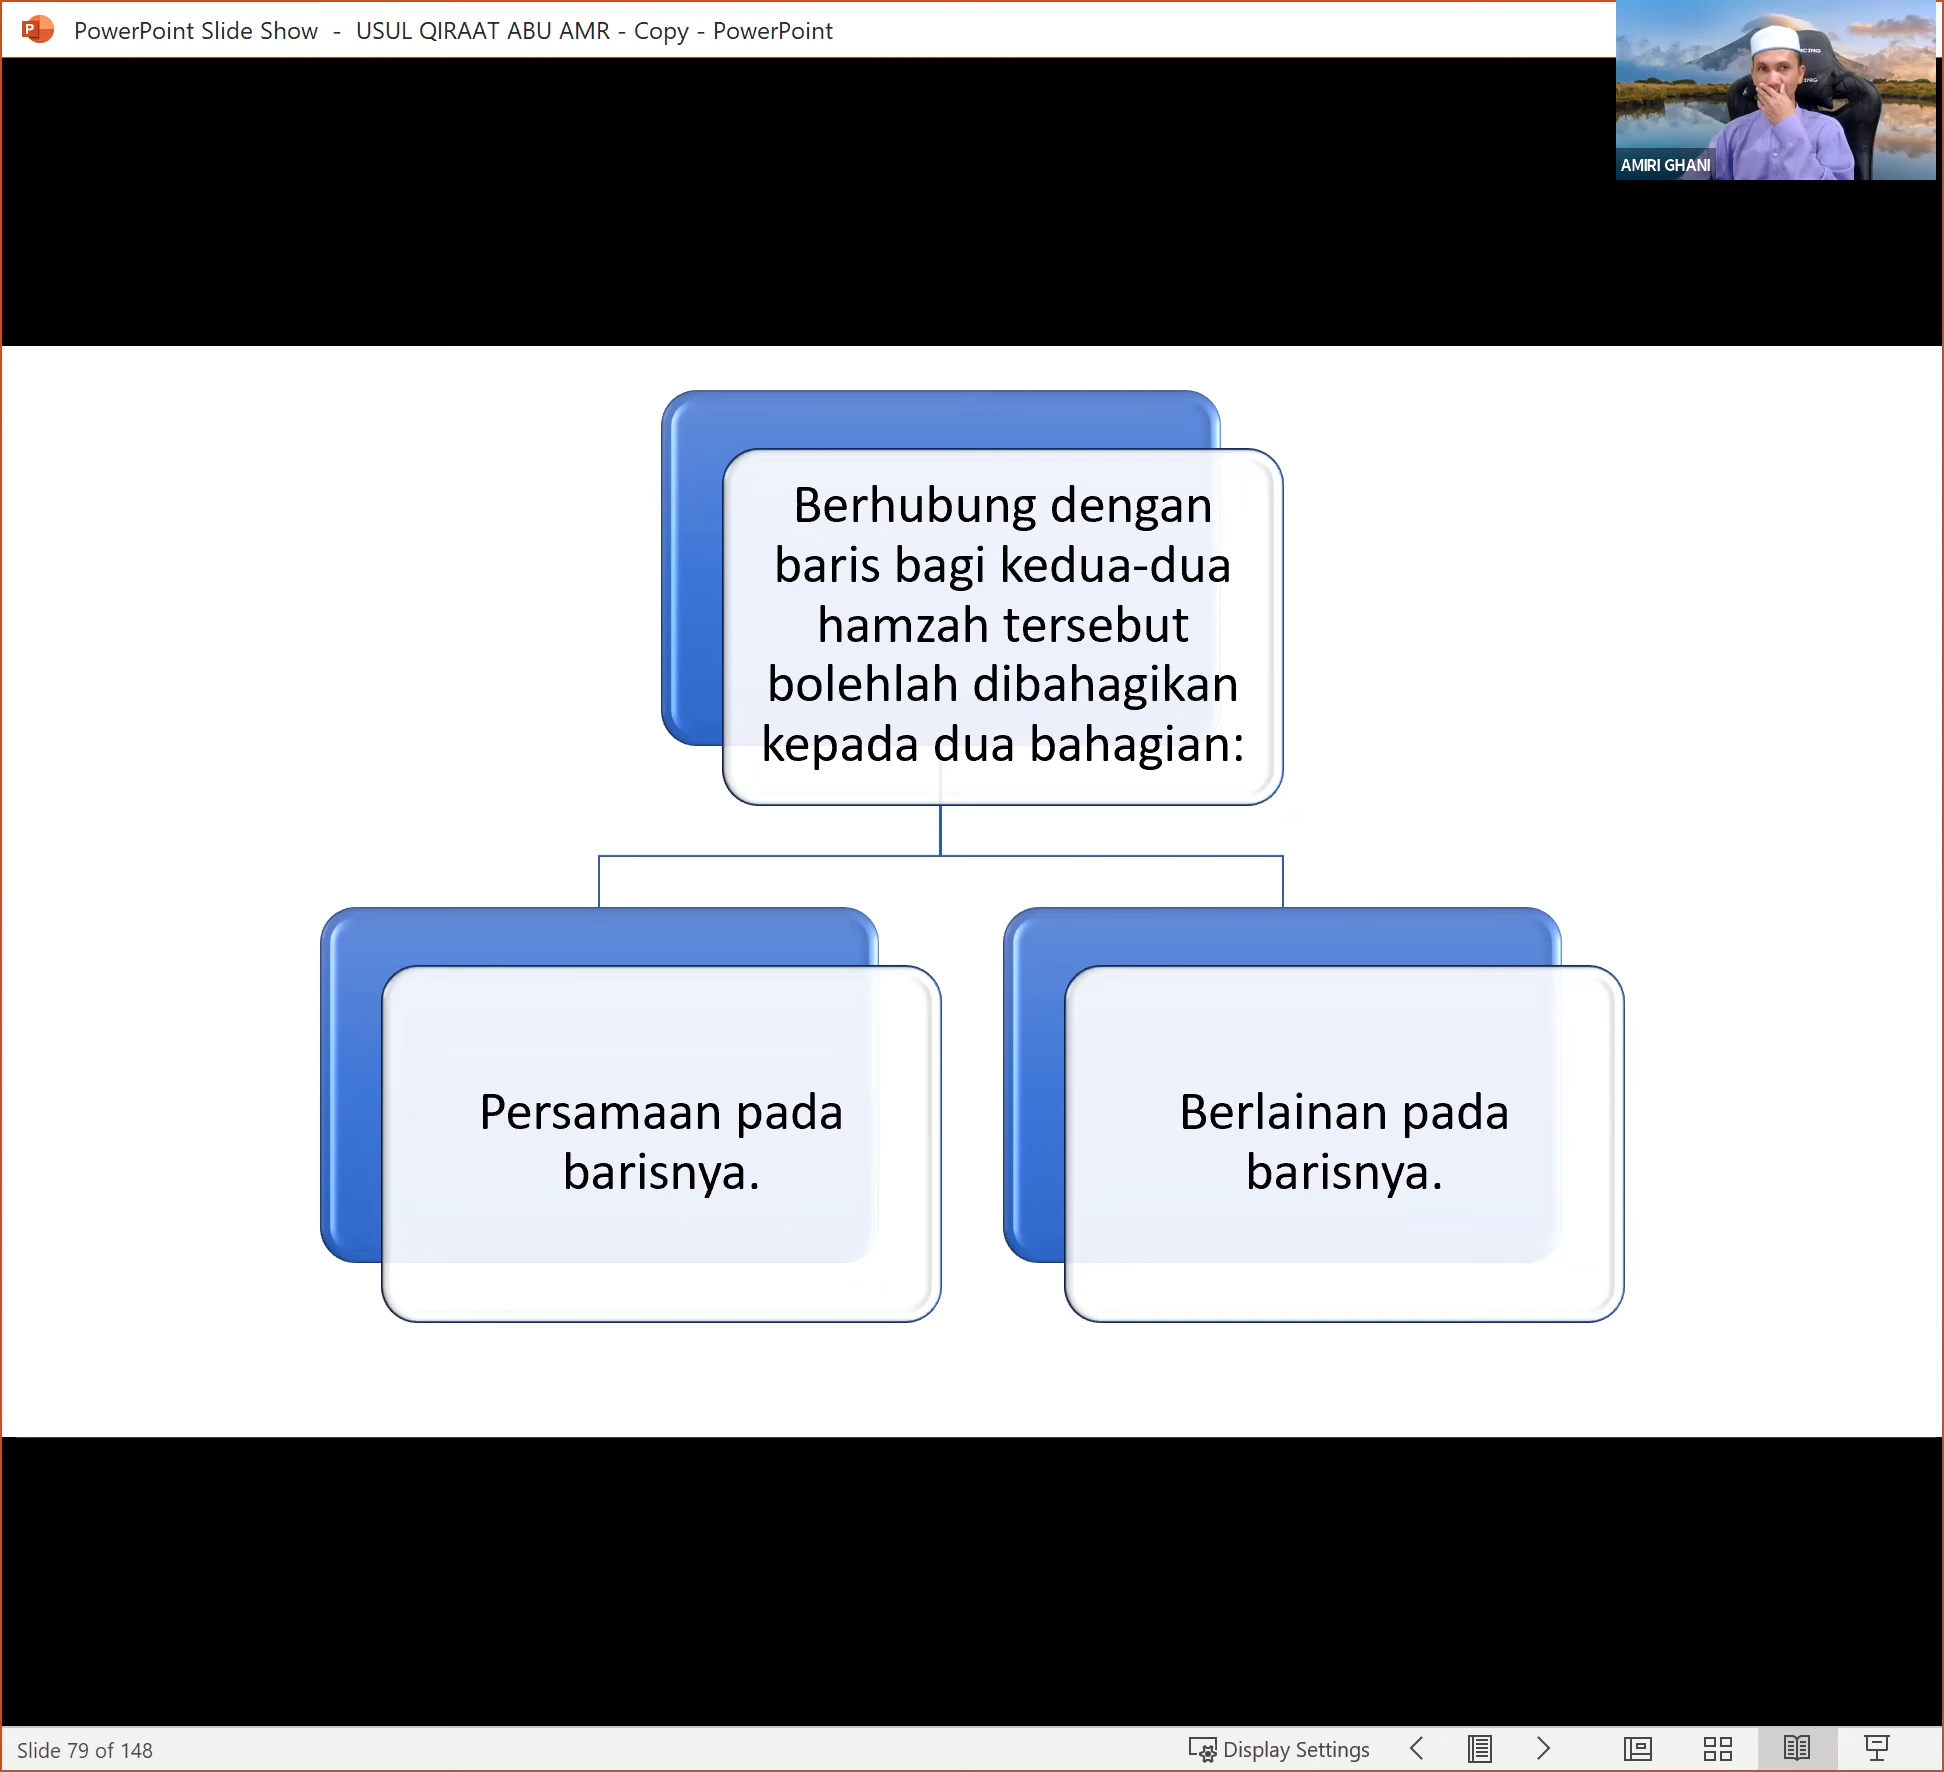 PowerPoint Slide Show - USUL QIRAAT ABU AMR - Copy - PowerPoint
AMIRI GHANI
Berhubung dengan
baris bagi kedua-dua
hamzah tersebut
bolehlah dibahagikan
kepada dua bahagian:
Persamaan pada
barisnya.
Berlainan pada
barisnya.
Slide 79 of 148
Display Settings